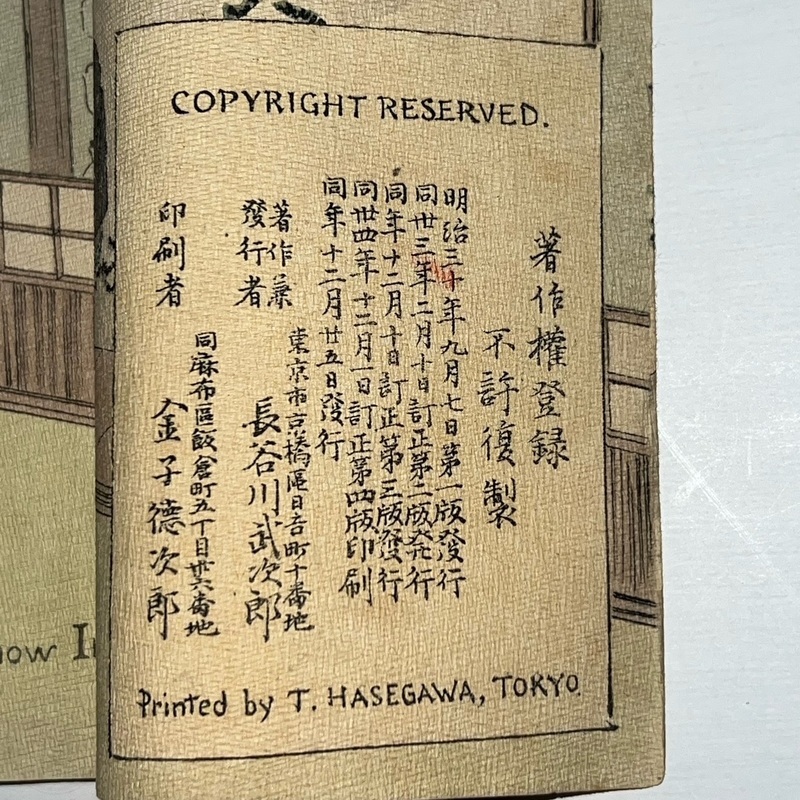 COPYRIGHT RESERVED.
著作權登録
不許復製
明治三十年九月七日第一版發行
同卅三年二月十日訂正第二版発行
同年十二月十日訂正第三版發行
同卅四年十二月一日訂正第四版印刷
同年十二月廿五日發行
著作兼
發行者
東京市京橋區日吉町十番地
長谷川武次郎
印刷者
同麻布區飯倉町五丁目卅六番地
金子德次郎
Printed by T. HASEGAWA, TOKYO.
now